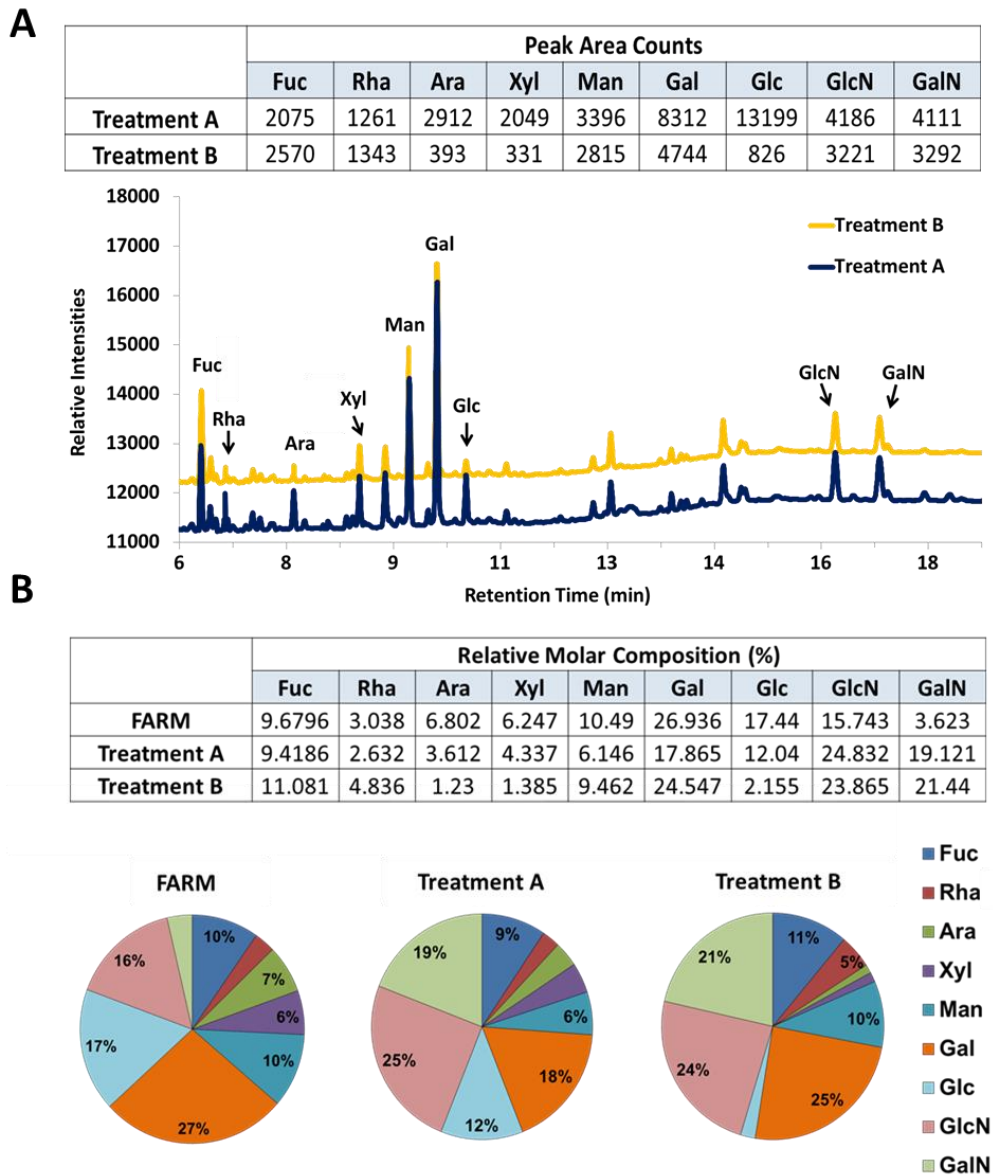 A
Peak Area Counts
Fuc Rha Ara Xyl Man Gal Glc GlcN GalN
Treatment A 2075 1261 2912 2049 3396 8312 13199 4186 4111
Treatment B 2570 1343 393 331 2815 4744 826 3221 3292
18000
17000
16000
15000
14000
13000
12000
11000
Relative Intensities
Treatment B
Treatment A
Fuc
Rha
Ara
Xyl
Man
Gal
Glc
GlcN
GalN
6 8 9 11 13 14 16 18
Retention Time (min)
B
Relative Molar Composition (%)
Fuc Rha Ara Xyl Man Gal Glc GlcN GalN
FARM 9.6796 3.038 6.802 6.247 10.49 26.936 17.44 15.743 3.623
Treatment A 9.4186 2.632 3.612 4.337 6.146 17.865 12.04 24.832 19.121
Treatment B 11.081 4.836 1.23 1.385 9.462 24.547 2.155 23.865 21.44
FARM
10%
7%
6%
10%
27%
17%
16%
Treatment A
9%
6%
18%
12%
25%
19%
Treatment B
11%
5%
10%
25%
24%
21%
Fuc
Rha
Ara
Xyl
Man
Gal
Glc
GlcN
GalN